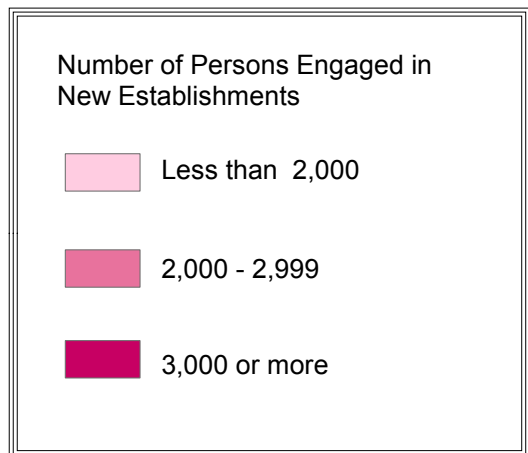 Number of Persons Engaged in
New Establishments
Less than 2,000
2,000 - 2,999
3,000 or more